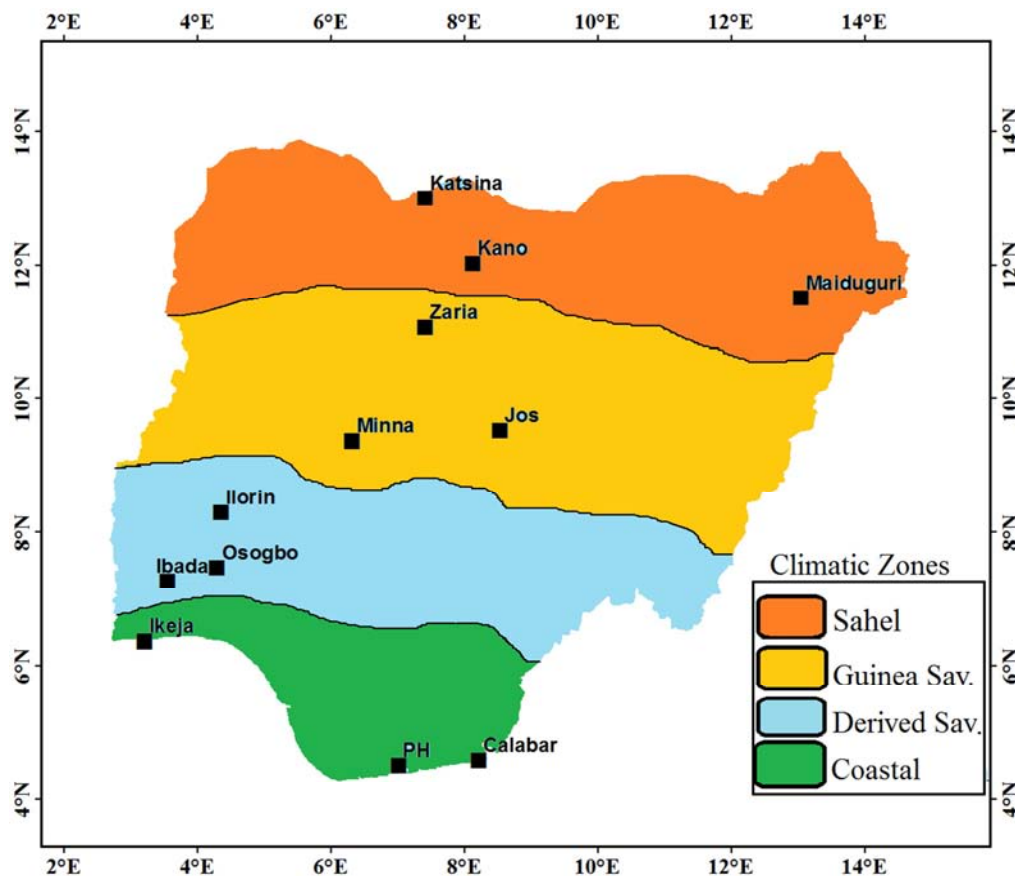 2°E 4°E 6°E 8°E 10°E 12°E 14°E
14°N 14°N
Katsina
Kano
12°N 12°N
Maiduguri
Zaria
10°N 10°N
Jos
Minna
Ilorin
8°N 8°N
Osogbo
Ibada
Climatic Zones
Ikeja
Sahel
6°N 6°N
Guinea Sav.
Derived Sav.
PH
Calabar
Coastal
4°N 4°N
2°E 4°E 6°E 8°E 10°E 12°E 14°E